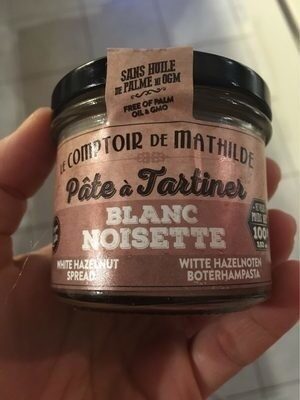 SANS HUILE
DE PALME NI OGM
FREE OF PALM
OIL & GMO
LE COMPTOIR DE MATHILDE
Pâte à Tartiner
BLANC
NOISETTE
WHITE HAZELNUT
SPREAD
WITTE HAZELNOTEN
BOTERHAMPASTA
100